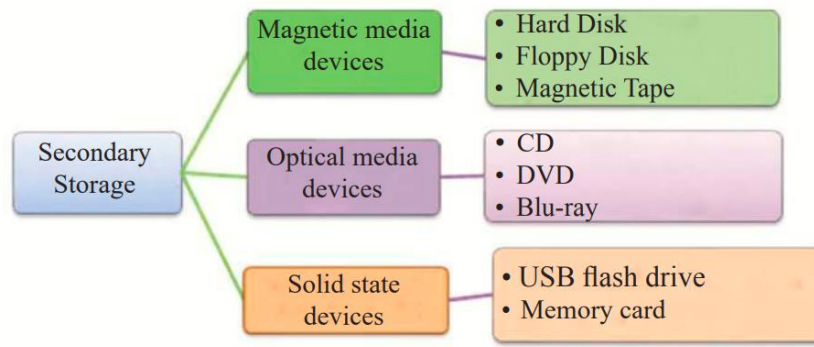 Secondary
Storage
Magnetic media
devices
• Hard Disk
• Floppy Disk
• Magnetic Tape
Optical media
devices
• CD
• DVD
• Blu-ray
Solid state
devices
• USB flash drive
• Memory card